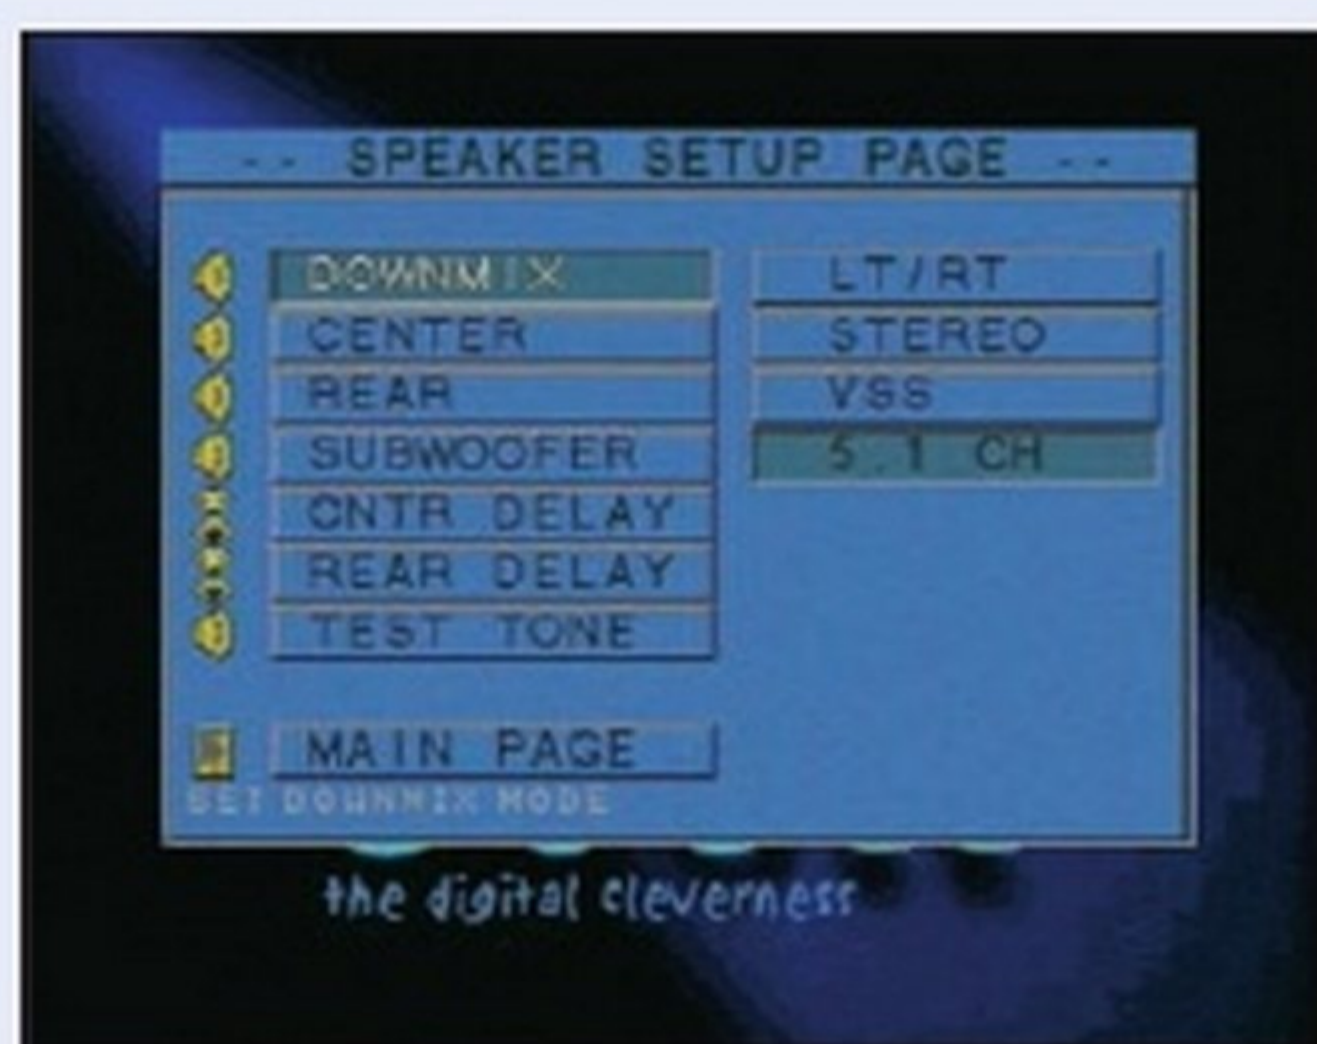 -- SPEAKER SETUP PAGE --
DOWNMIX
CENTER
REAR
SUBWOOFER
CNTR DELAY
REAR DELAY
TEST TONE
LT/RT
STEREO
VSS
5.1 CH
MAIN PAGE
SET DOWNMIX MODE
the digital cleverness